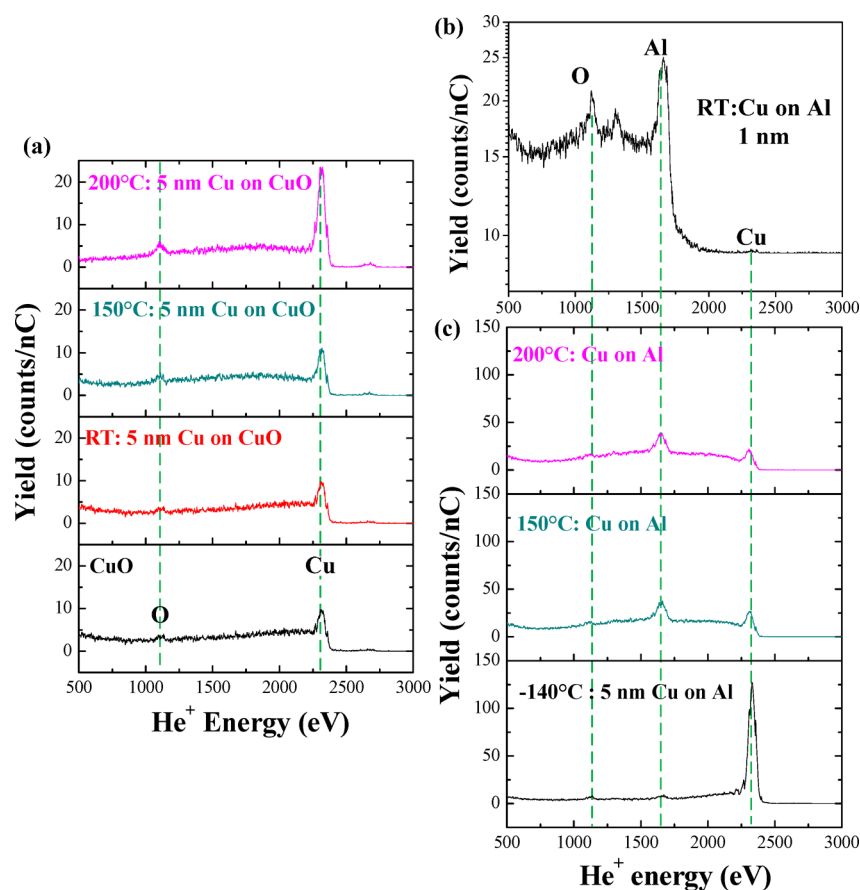 (a)
Yield (counts/nC)
20
15
10
5
0
200°C: 5 nm Cu on CuO
20
10
0
150°C: 5 nm Cu on CuO
20
10
0
RT: 5 nm Cu on CuO
20
10
0
CuO
O
Cu
500 1000 1500 2000 2500 3000
He⁺ Energy (eV)
(b)
Yield (counts/nC)
30
25
20
15
10
O
Al
RT:Cu on Al
1 nm
Cu
500 1000 1500 2000 2500 3000
(c)
Yield (counts/nC)
150
100
50
0
200°C: Cu on Al
150
100
50
0
150°C: Cu on Al
150
100
50
0
-140°C : 5 nm Cu on Al
500 1000 1500 2000 2500 3000
He⁺ energy (eV)